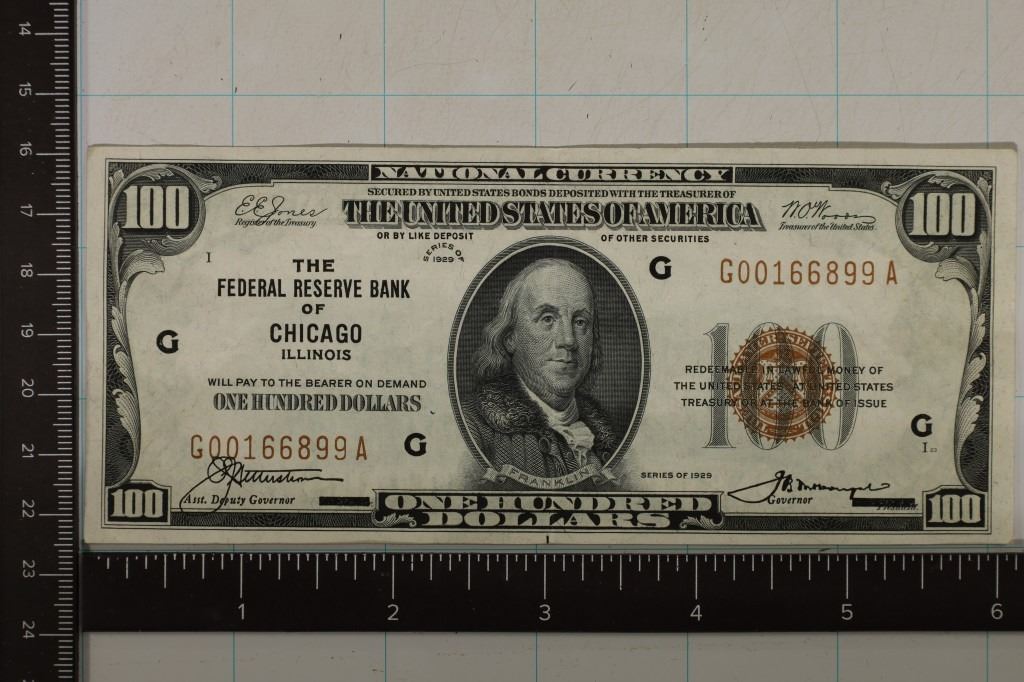 14
15
16
17
18
19
20
21
22
23
24
NATIONAL CURRENCY
SECURED BY UNITED STATES BONDS DEPOSITED WITH THE TREASURER OF
THE UNITED STATES OF AMERICA
OR BY LIKE DEPOSIT OF OTHER SECURITIES
100
100
E.E. Jones
Register of the Treasury.
W.O. Woods
Treasurer of the United States.
SERIES OF
1929
I
THE
FEDERAL RESERVE BANK
OF
CHICAGO
ILLINOIS
G
G
G00166899A
WILL PAY TO THE BEARER ON DEMAND
ONE HUNDRED DOLLARS
G00166899A
G
100
REDEEMABLE IN LAWFUL MONEY OF
THE UNITED STATES AT UNITED STATES
TREASURY OR AT THE BANK OF ISSUE
G
I
FRANKLIN
SERIES OF 1929
Asst. Deputy Governor
Governor
100
ONE HUNDRED
DOLLARS
100
1 2 3 4 5 6